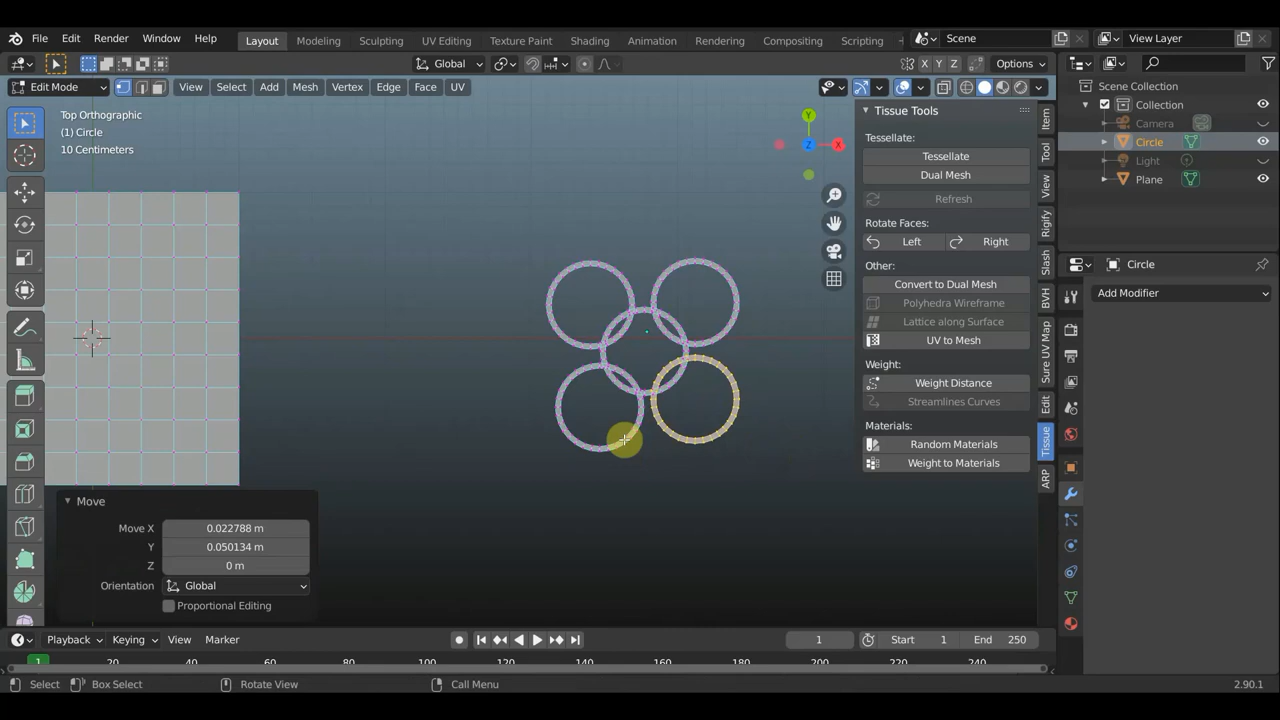 File Edit Render Window Help Layout Modeling Sculpting UV Editing Texture Paint Shading Animation Rendering Compositing Scripting Scene View Layer
Global Options
Edit Mode View Select Add Mesh Vertex Edge Face UV
Top Orthographic
(1) Circle
10 Centimeters
Y
Z
X
Tissue Tools
Tessellate:
Tessellate
Dual Mesh
Refresh
Rotate Faces:
Left Right
Other:
Convert to Dual Mesh
Polyhedra Wireframe
Lattice along Surface
UV to Mesh
Weight:
Weight Distance
Streamlines Curves
Materials:
Random Materials
Weight to Materials
Item
Tool
View
Rigify
Slash
BVH
Sure UV Map
Edit
Tissue
ARP
Scene Collection
Collection
Camera
Circle
Light
Plane
Circle
Add Modifier
Move
Move X 0.022788 m
Y 0.050134 m
Z 0 m
Orientation Global
Proportional Editing
Playback Keying View Marker 1 Start 1 End 250
1 20 40 60 80 100 120 140 160 180 200 220 240
Select Box Select Rotate View Call Menu 2.90.1